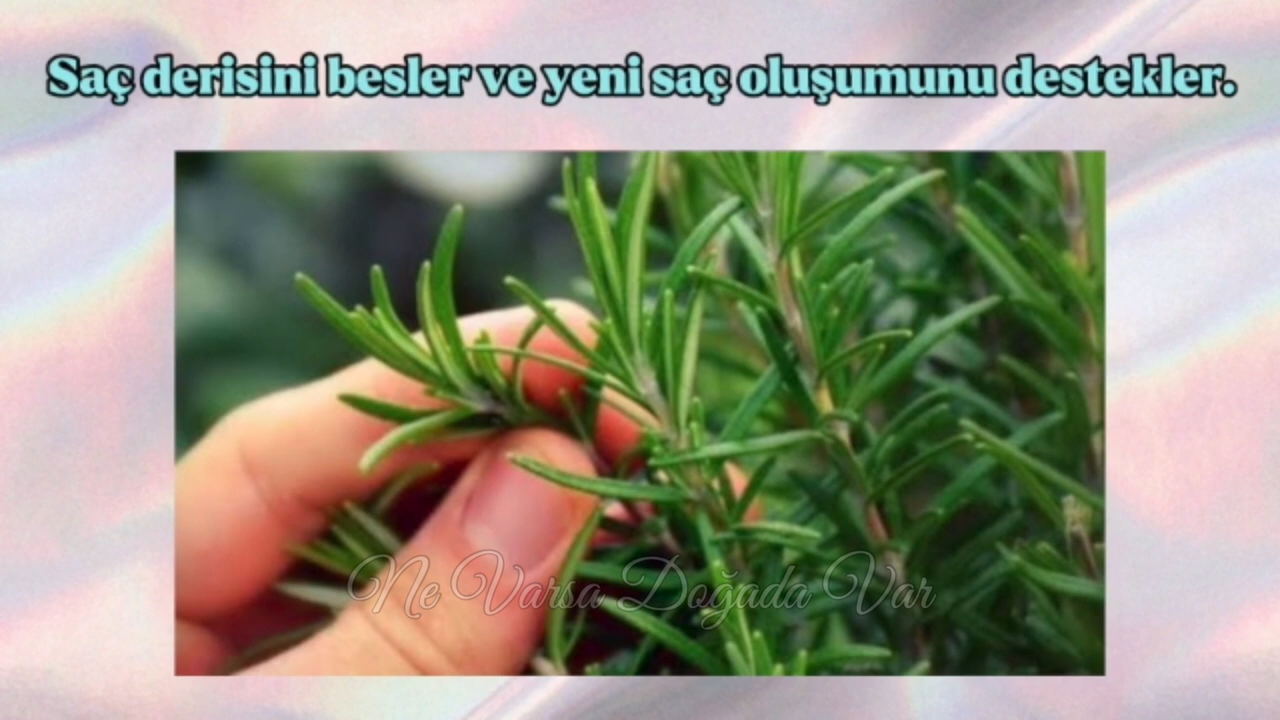 Saç derisini besler ve yeni saç oluşumunu destekler.
Ne Varsa Doğada Var